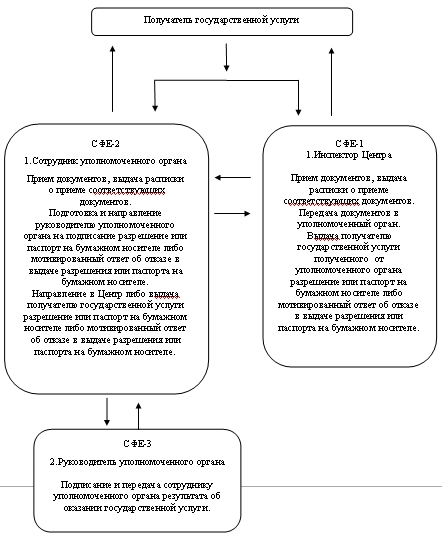 Получатель государственной услуги
СФЕ-2
1.Сотрудник уполномоченного органа
Прием документов, выдача расписки
о приеме соответствующих
документов.
Подготовка и направление
руководителю уполномоченного
органа на подписание разрешение или
паспорт на бумажном носителе либо
мотивированный ответ об отказе в
выдаче разрешения или паспорта на
бумажном носителе.
Направление в Центр либо выдача
получателю государственной услуги
разрешение или паспорт на бумажном
носителе либо мотивированный ответ
об отказе в выдаче разрешения или
паспорта на бумажном носителе.
СФЕ-1
1.Инспектор Центра
Прием документов, выдача
расписки о приеме
соответствующих документов.
Передача документов в
уполномоченный орган.
Выдача получателю
государственной услуги
полученного от
уполномоченного органа
разрешение или паспорт на
бумажном носителе либо
мотивированный ответ об отказе
в выдаче разрешения или
паспорта на бумажном носителе.
СФЕ-3
2.Руководитель уполномоченного органа
Подписание и передача сотруднику
уполномоченного органа результата об
оказании государственной услуги.